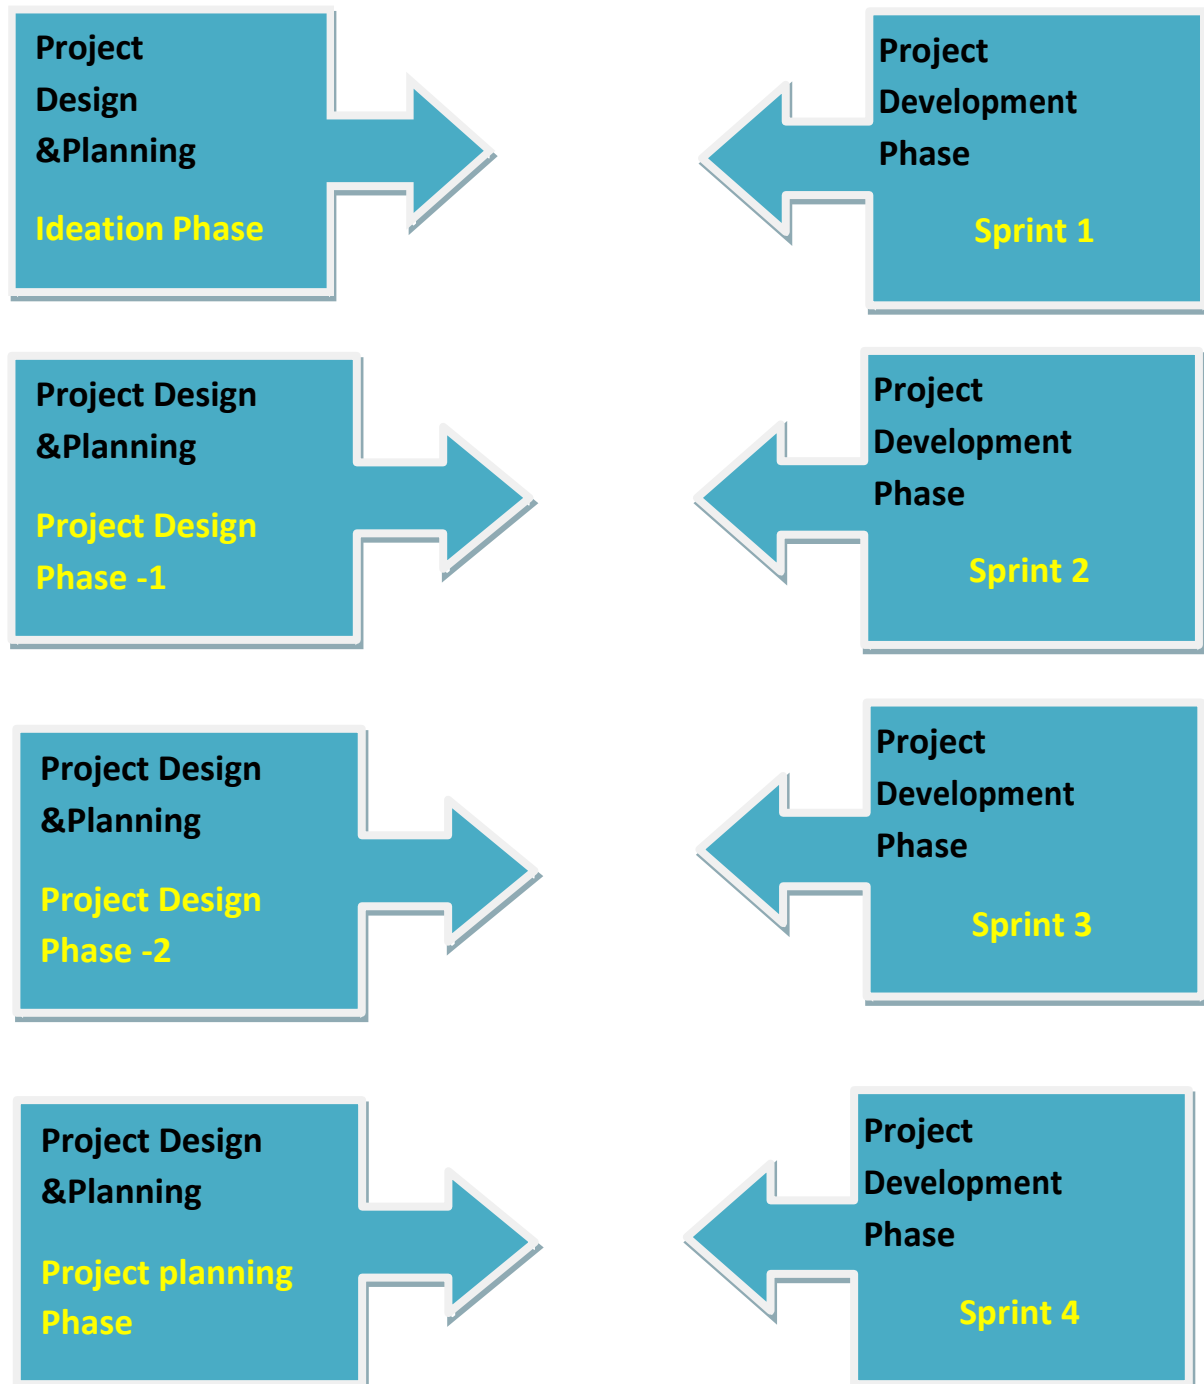 Project
Design
&Planning
Ideation Phase
Project
Development
Phase
Sprint 1
Project Design
&Planning
Project Design
Phase -1
Project
Development
Phase
Sprint 2
Project Design
&Planning
Project Design
Phase -2
Project
Development
Phase
Sprint 3
Project Design
&Planning
Project planning
Phase
Project
Development
Phase
Sprint 4